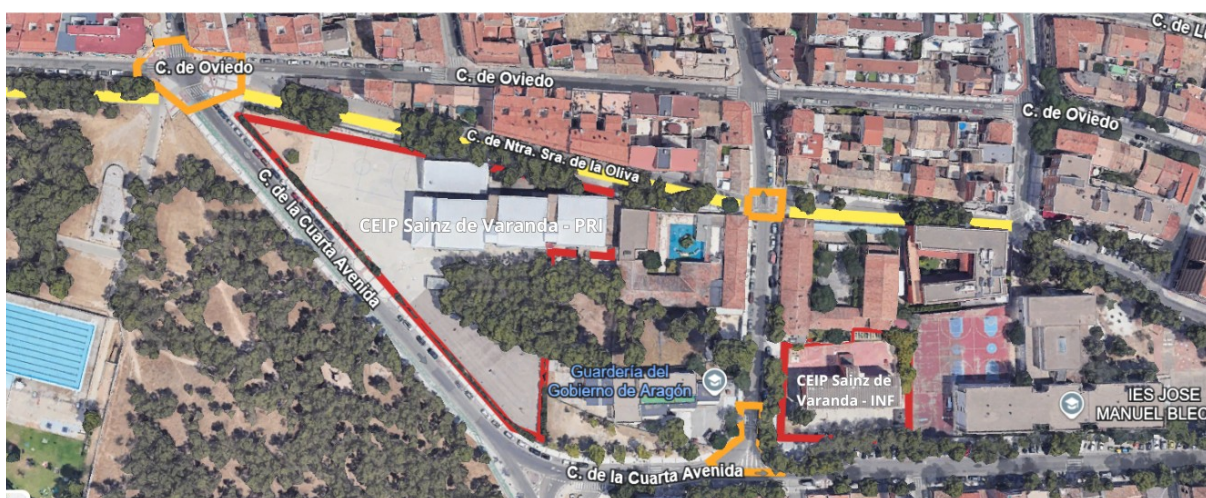 C. de Ll
C. de Oviedo
C. de Oviedo
C. de Oviedo
C. de Ntra. Sra. de la Oliva
C. de la Cuarta Avenida
CEIP Sainz de Varanda - PRI
Guardería del
Gobierno de Aragón
CEIP Sainz de
Varanda - INF
IES JOSE
MANUEL BLEC
C. de la Cuarta Avenida